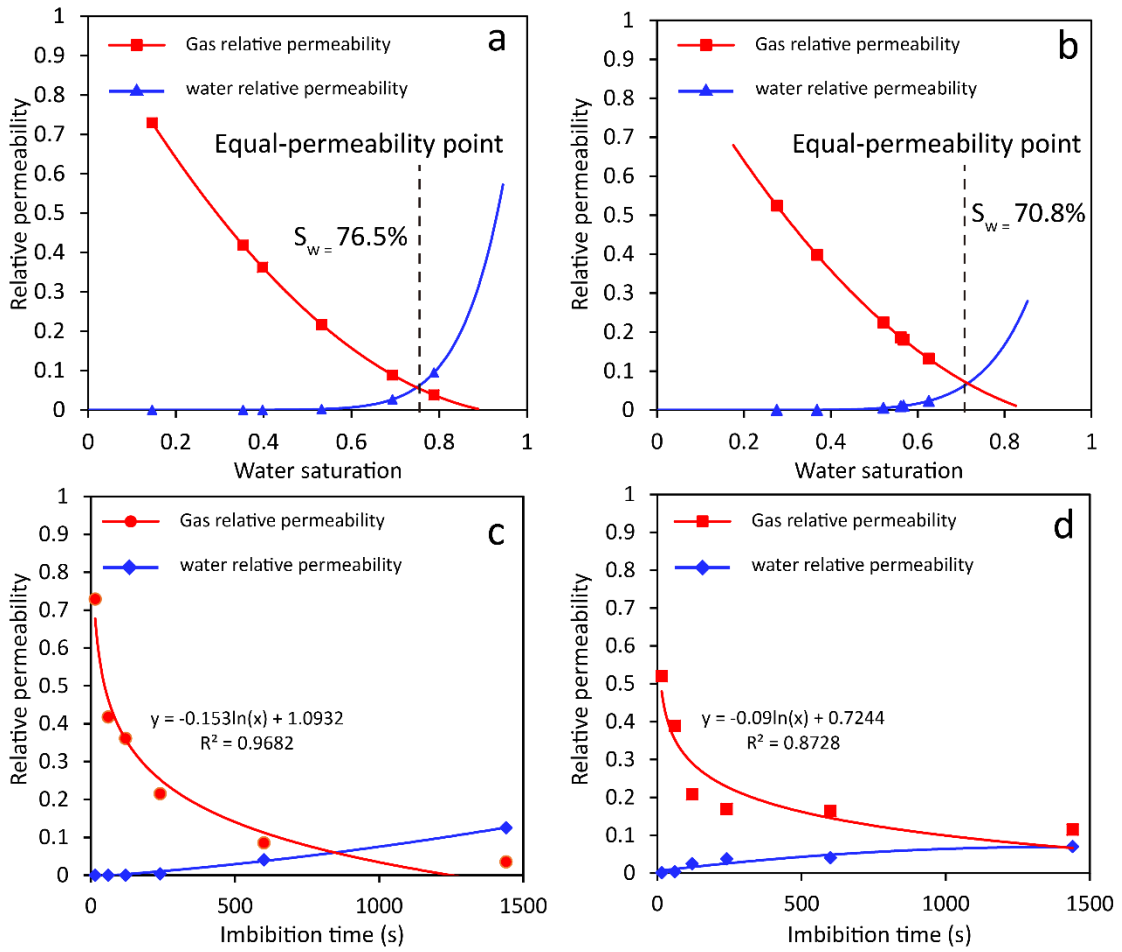 a
Gas relative permeability
water relative permeability
Equal-permeability point
S w = 76.5%
Relative permeability
1
0.9
0.8
0.7
0.6
0.5
0.4
0.3
0.2
0.1
0
0 0.2 0.4 0.6 0.8 1
Water saturation
b
Gas relative permeability
water relative permeability
Equal-permeability point
S w = 70.8%
Relative permeability
1
0.9
0.8
0.7
0.6
0.5
0.4
0.3
0.2
0.1
0
0 0.2 0.4 0.6 0.8 1
Water saturation
c
Gas relative permeability
water relative permeability
y = -0.153ln(x) + 1.0932
R² = 0.9682
Relative permeability
1
0.9
0.8
0.7
0.6
0.5
0.4
0.3
0.2
0.1
0
0 500 1000 1500
Imbibition time (s)
d
Gas relative permeability
water relative permeability
y = -0.09ln(x) + 0.7244
R² = 0.8728
Relative permeability
1
0.9
0.8
0.7
0.6
0.5
0.4
0.3
0.2
0.1
0
0 500 1000 1500
Imbibition time (s)